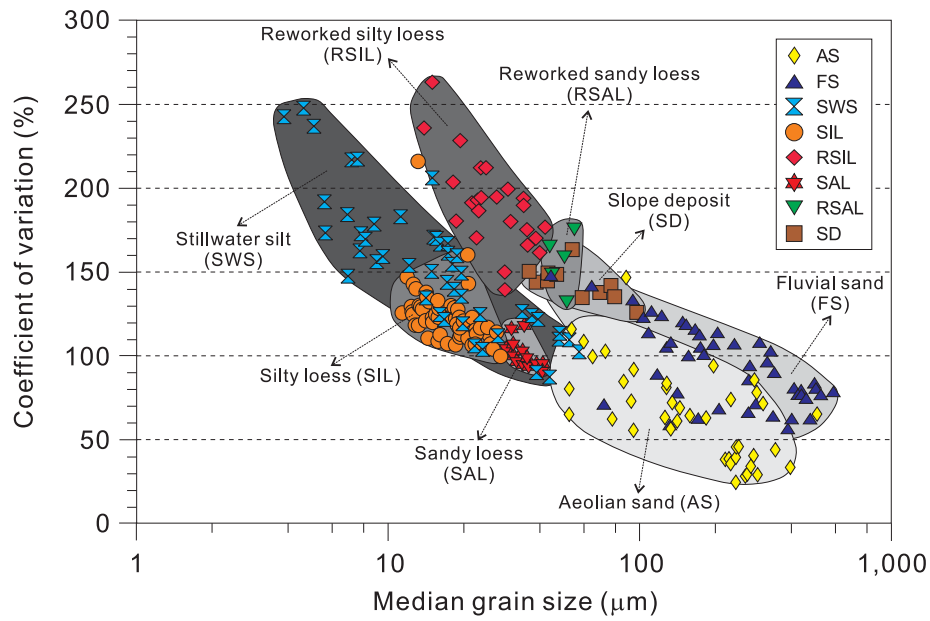 300
250
200
150
100
50
0
Coefficient of variation (%)
1
10
100
1,000
Median grain size (μm)
Reworked silty loess
(RSIL)
Reworked sandy loess
(RSAL)
Slope deposit
(SD)
Stillwater silt
(SWS)
Fluvial sand
(FS)
Silty loess (SIL)
Sandy loess
(SAL)
Aeolian sand (AS)
AS
FS
SWS
SIL
RSIL
SAL
RSAL
SD